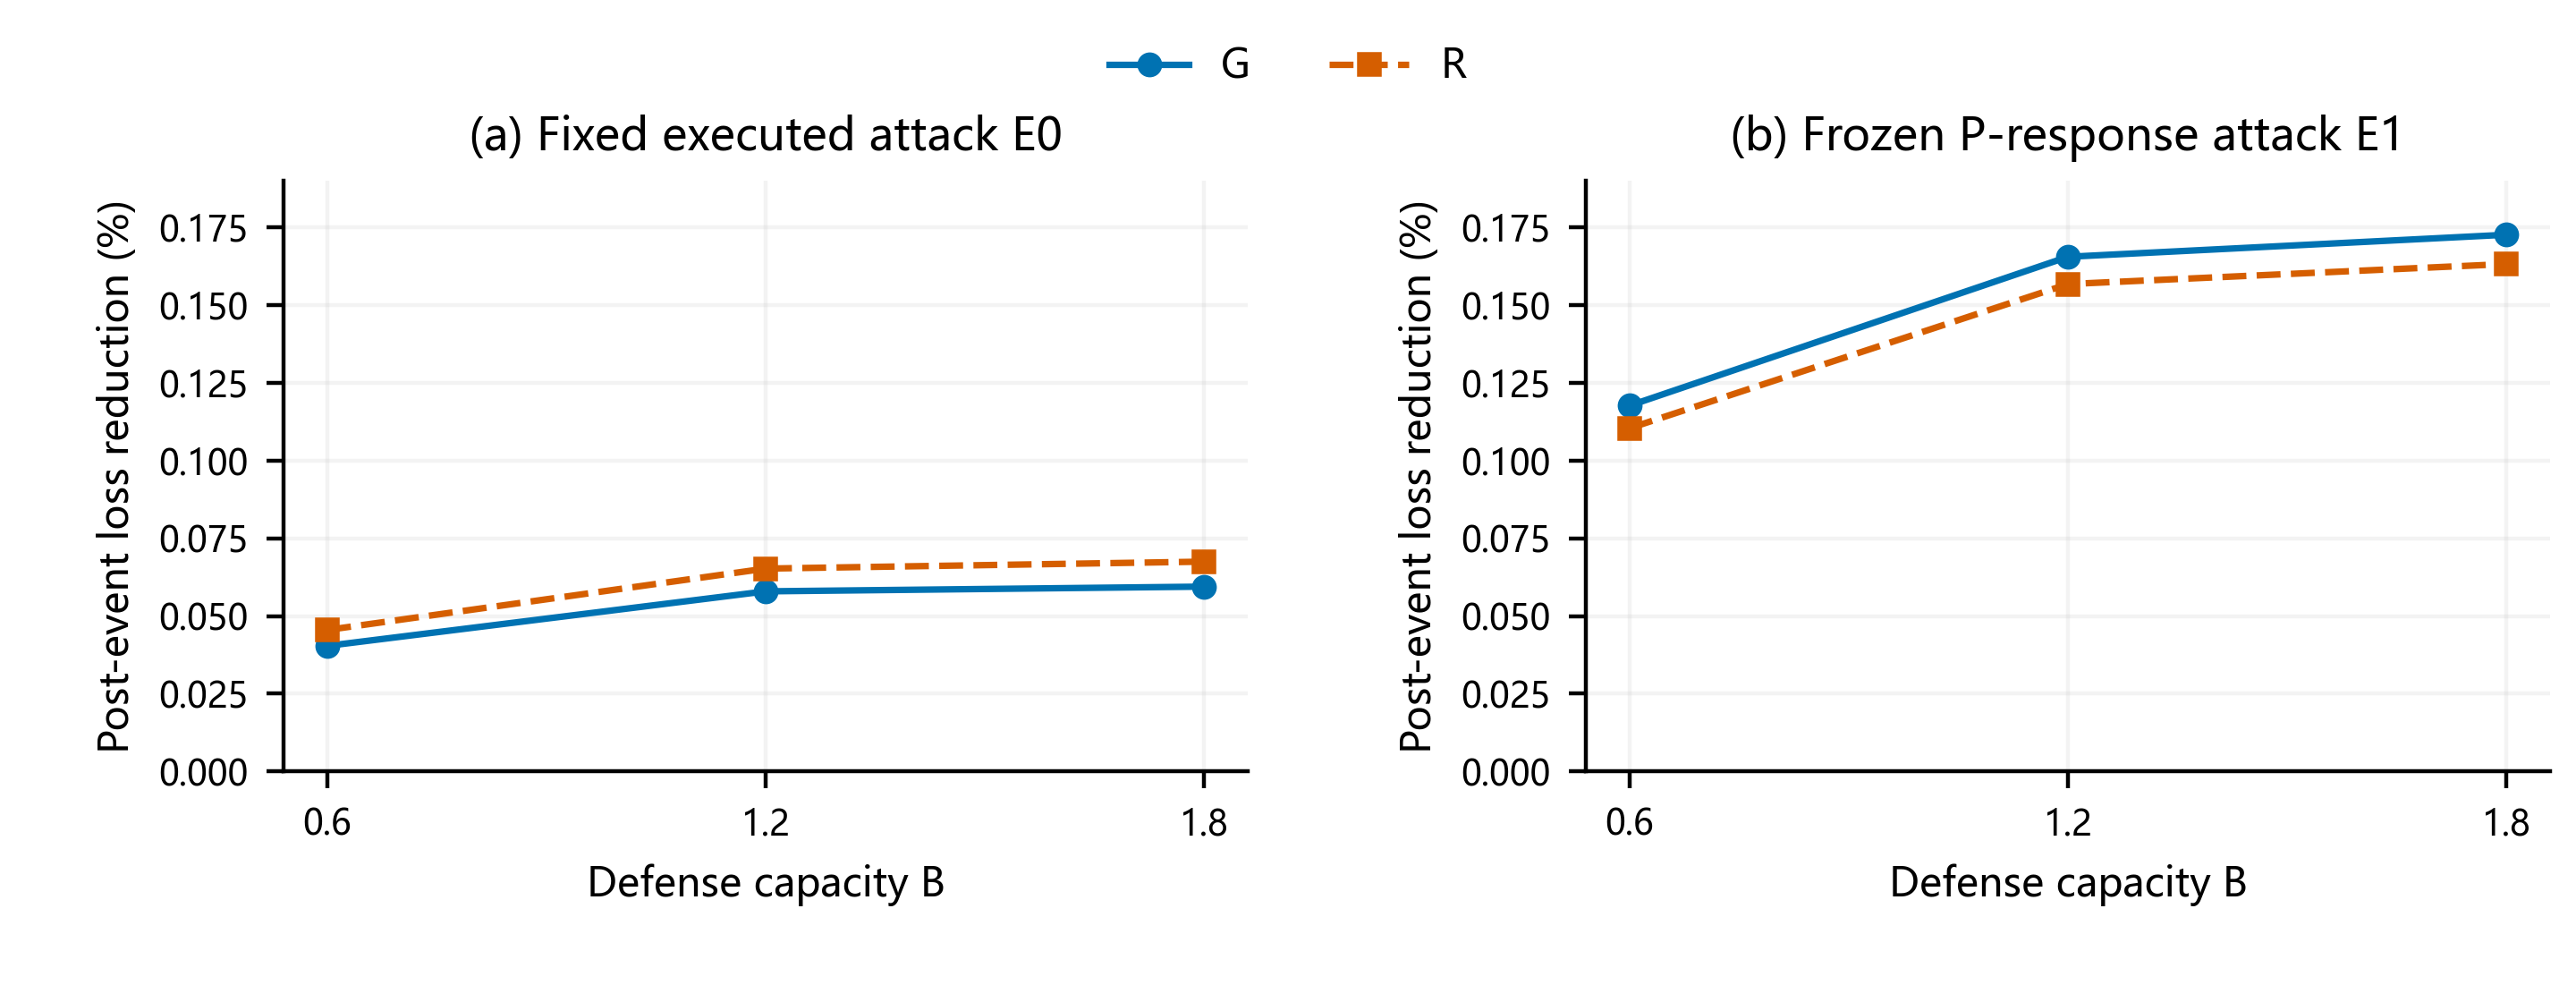 G R
(a) Fixed executed attack E0
Post-event loss reduction (%)
0.175
0.150
0.125
0.100
0.075
0.050
0.025
0.000
0.6 1.2 1.8
Defense capacity B
(b) Frozen P-response attack E1
Post-event loss reduction (%)
0.175
0.150
0.125
0.100
0.075
0.050
0.025
0.000
0.6 1.2 1.8
Defense capacity B